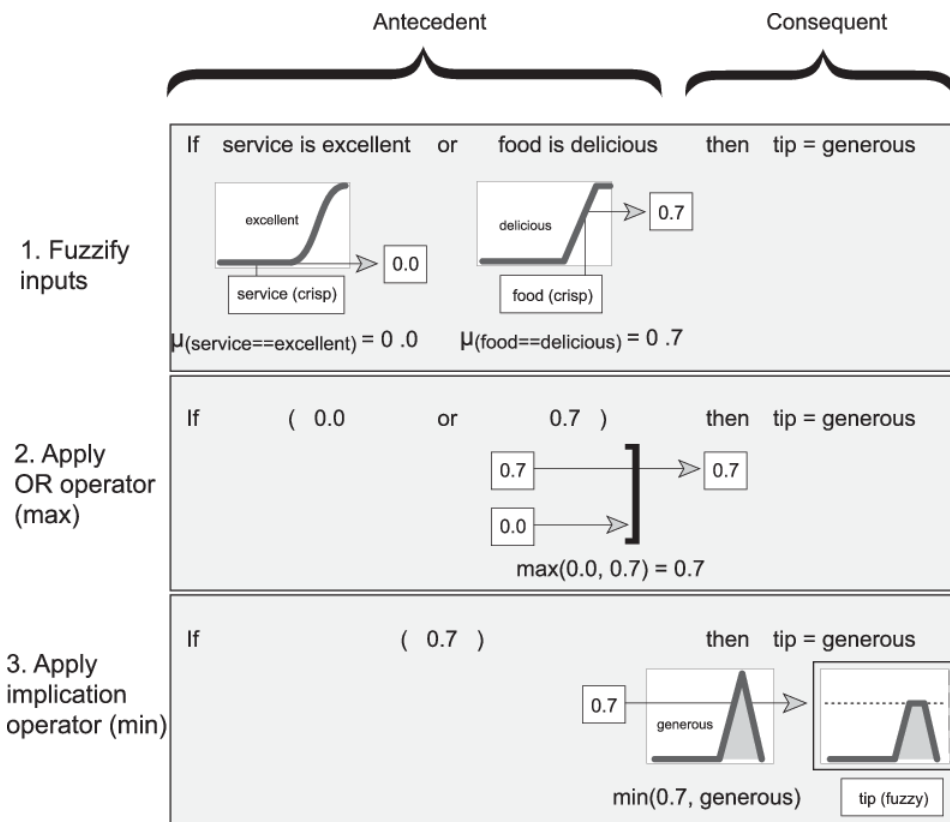 Antecedent Consequent
If service is excellent or food is delicious then tip = generous
excellent
delicious
0.7
1. Fuzzify
inputs
0.0
service (crisp)
food (crisp)
μ(service==excellent) = 0 .0 μ(food==delicious) = 0 .7
If ( 0.0 or 0.7 ) then tip = generous
2. Apply
OR operator
(max)
0.7 0.7
0.0
max(0.0, 0.7) = 0.7
If ( 0.7 ) then tip = generous
3. Apply
implication
operator (min)
0.7
generous
min(0.7, generous)
tip (fuzzy)